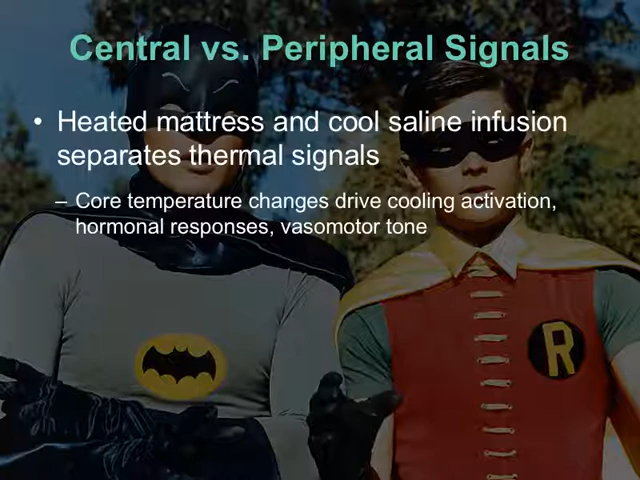 Central vs. Peripheral Signals
• Heated mattress and cool saline infusion
separates thermal signals
– Core temperature changes drive cooling activation,
hormonal responses, vasomotor tone
R